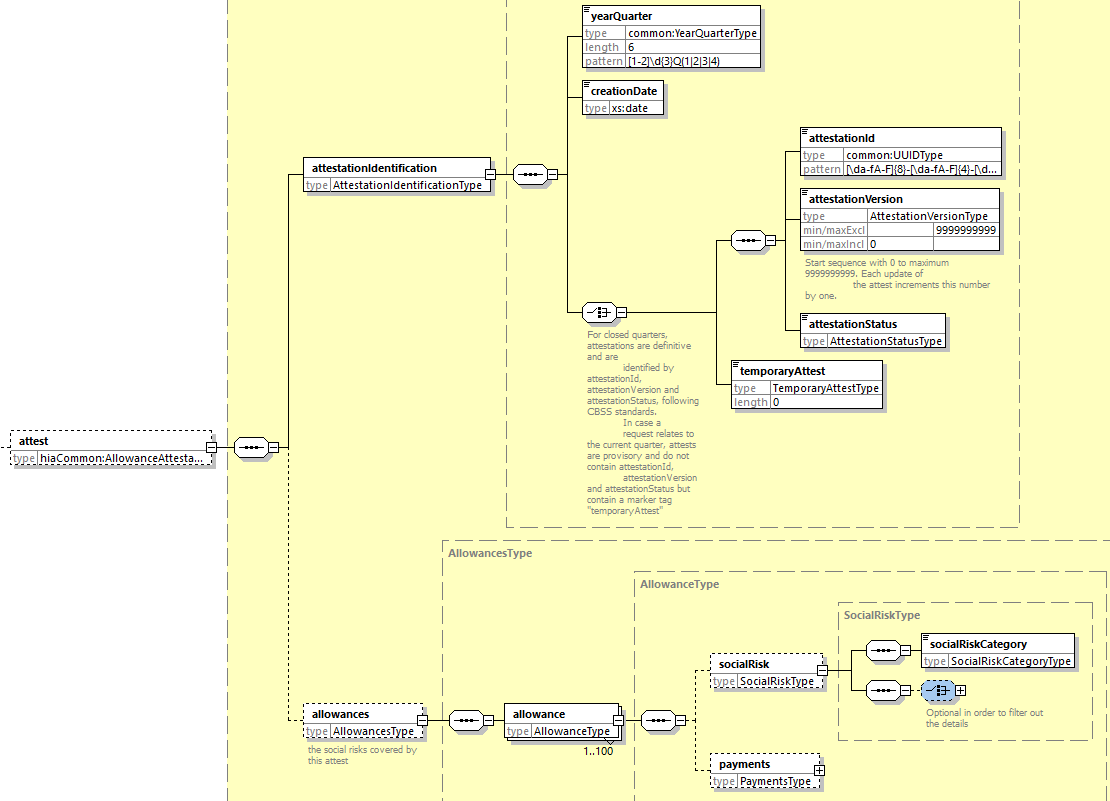 yearQuarter
type common:YearQuarterType
length 6
pattern [1-2]\d{3}Q(1|2|3|4)
creationDate
type xs:date
attestationIdentification
type AttestationIdentificationType
attestationId
type common:UUIDType
pattern [\da-fA-F]{8}-[\da-fA-F]{4}-[\d...
attestationVersion
type AttestationVersionType
min/maxExcl 9999999999
min/maxIncl 0
Start sequence with 0 to maximum
9999999999. Each update of
the attest increments this number
by one.
attestationStatus
type AttestationStatusType
For closed quarters,
attestations are definitive
and are
identified by
attestationId,
attestationVersion and
attestationStatus, following
CBSS standards.
In case a
request relates to
the current quarter, attests
are provisory and do not
contain attestationId,
attestationVersion
and attestationStatus but
contain a marker tag
"temporaryAttest"
temporaryAttest
type TemporaryAttestType
length 0
attest
type hiaCommon:AllowanceAttesta...
AllowancesType
AllowanceType
SocialRiskType
socialRiskCategory
type SocialRiskCategoryType
socialRisk
type SocialRiskType
Optional in order to filter out
the details
allowances
type AllowancesType
the social risks covered by
this attest
allowance
type AllowanceType
1..100
payments
type PaymentsType